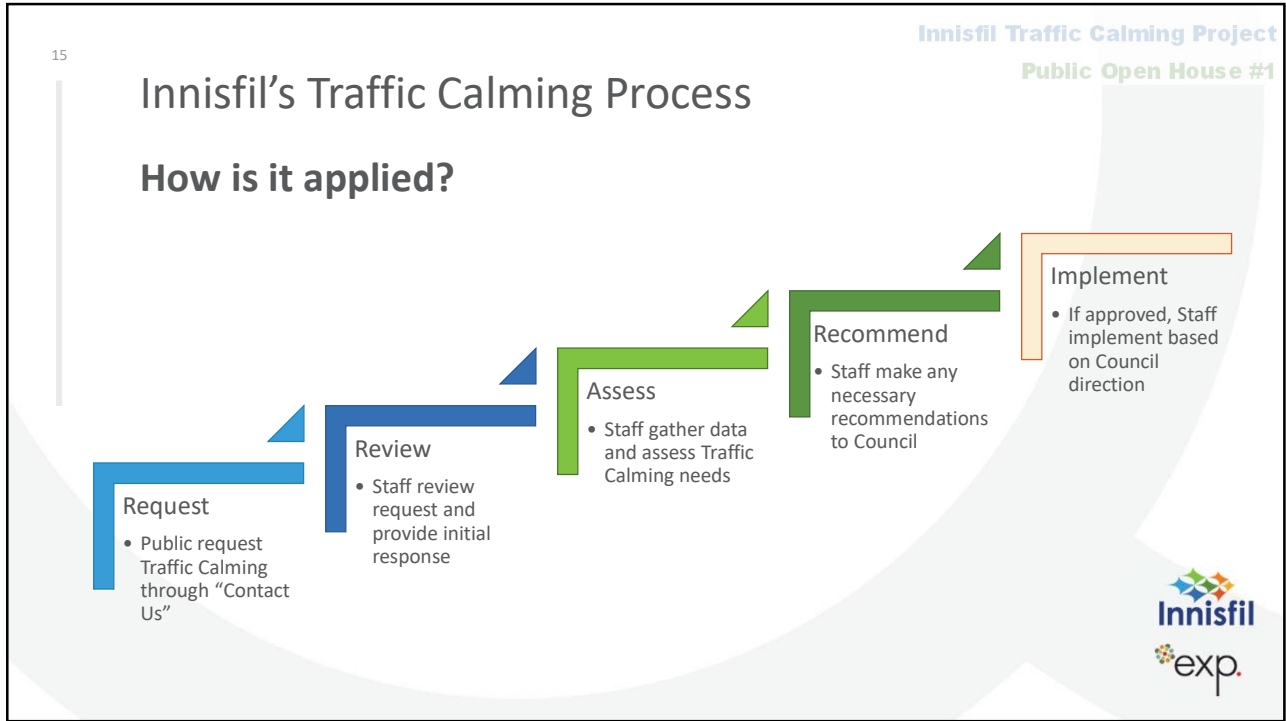 15
Innisfil Traffic Calming Project
Public Open House #1
Innisfil's Traffic Calming Process
How is it applied?
Request
• Public request
Traffic Calming
through “Contact
Us”
Review
• Staff review
request and
provide initial
response
Assess
• Staff gather data
and assess Traffic
Calming needs
Recommend
• Staff make any
necessary
recommendations
to Council
Implement
• If approved, Staff
implement based
on Council
direction
Innisfil
exp.